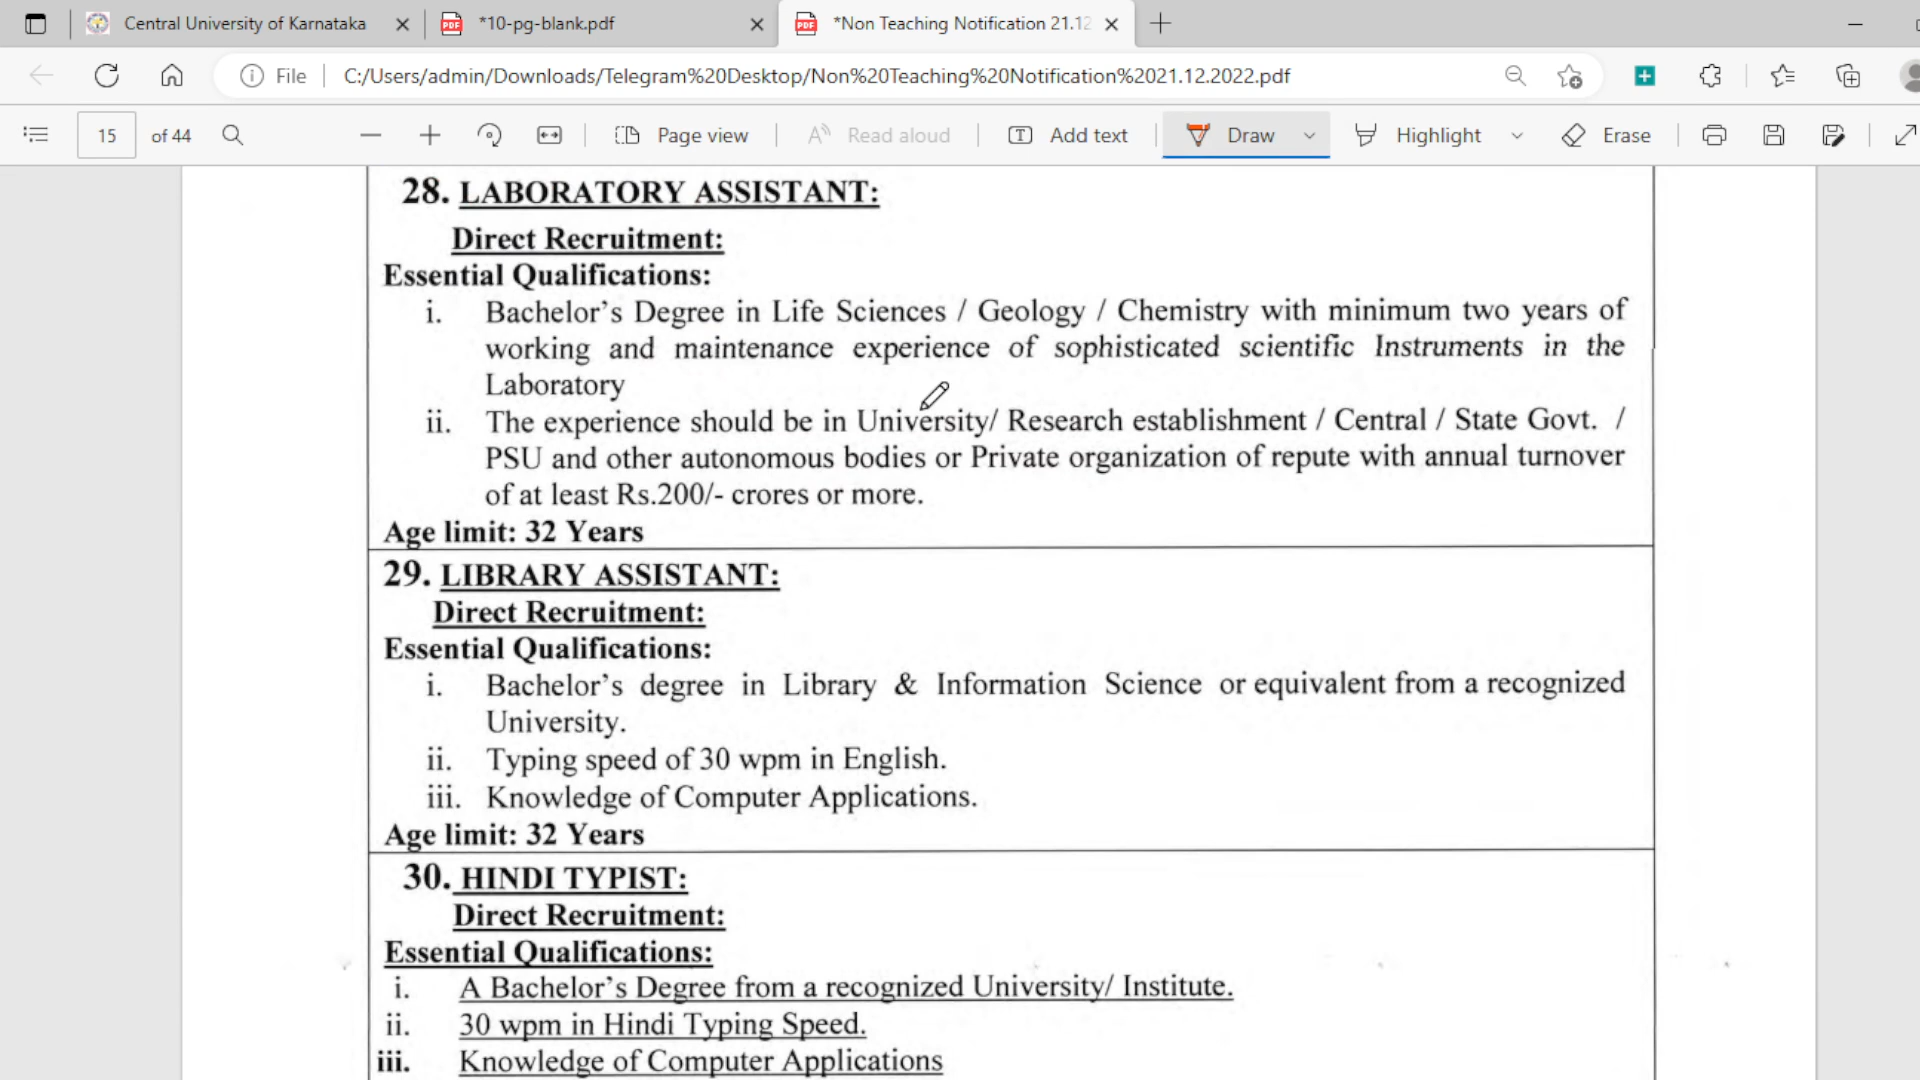 Central University of Karnataka
*10-pg-blank.pdf
*Non Teaching Notification 21.12
File
C:/Users/admin/Downloads/Telegram%20Desktop/Non%20Teaching%20Notification%2021.12.2022.pdf
15 of 44
Page view
Read aloud
Add text
Draw
Highlight
Erase
28. LABORATORY ASSISTANT:
Direct Recruitment:
Essential Qualifications:
i. Bachelor's Degree in Life Sciences / Geology / Chemistry with minimum two years of
working and maintenance experience of sophisticated scientific Instruments in the
Laboratory
ii. The experience should be in University/ Research establishment / Central / State Govt. /
PSU and other autonomous bodies or Private organization of repute with annual turnover
of at least Rs.200/- crores or more.
Age limit: 32 Years
29. LIBRARY ASSISTANT:
Direct Recruitment:
Essential Qualifications:
i. Bachelor's degree in Library & Information Science or equivalent from a recognized
University.
ii. Typing speed of 30 wpm in English.
iii. Knowledge of Computer Applications.
Age limit: 32 Years
30. HINDI TYPIST:
Direct Recruitment:
Essential Qualifications:
i. A Bachelor's Degree from a recognized University/ Institute.
ii. 30 wpm in Hindi Typing Speed.
iii. Knowledge of Computer Applications